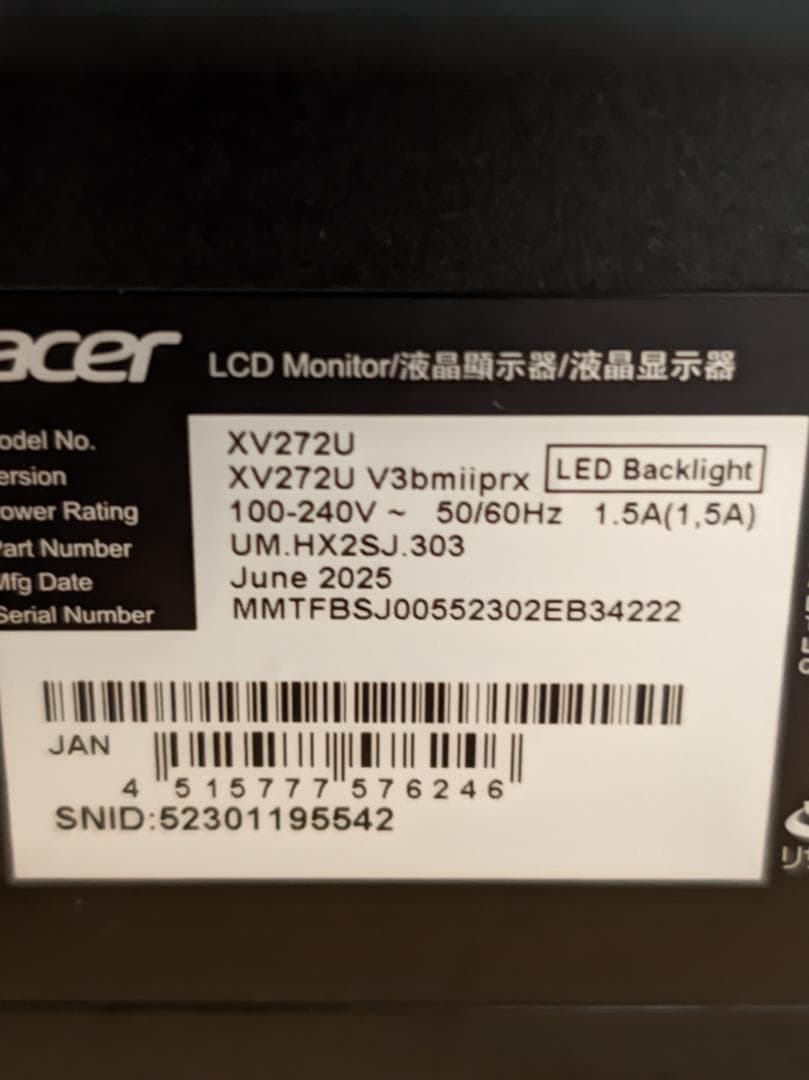 acer LCD Monitor/液晶顯示器/液晶显示器
odel No. XV272U
ersion XV272U V3bmiiprx LED Backlight
ower Rating 100-240V ~ 50/60Hz 1.5A(1,5A)
Part Number UM.HX2SJ.303
Mfg Date June 2025
Serial Number MMTFBSJ00552302EB34222
JAN
4 515777 576246
SNID:52301195542